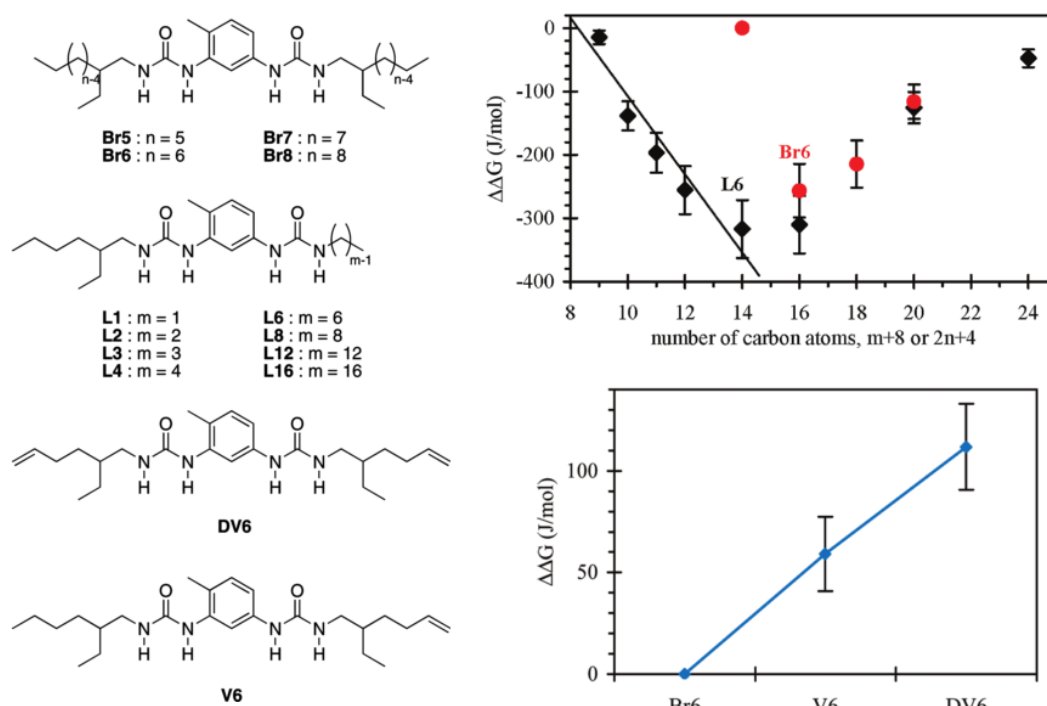 O
O
n-4
N
H
N
H
N
H
N
H
n-4
Br5 : n = 5 Br7 : n = 7
Br6 : n = 6 Br8 : n = 8
O
O
N
H
N
H
N
H
N
H
m-1
L1 : m = 1 L6 : m = 6
L2 : m = 2 L8 : m = 8
L3 : m = 3 L12 : m = 12
L4 : m = 4 L16 : m = 16
O
O
N
H
N
H
N
H
N
H
DV6
O
O
N
H
N
H
N
H
N
H
V6
ΔΔG (J/mol)
0
-100
-200
-300
-400
Br6
L6
8 10 12 14 16 18 20 22 24
number of carbon atoms, m+8 or 2n+4
ΔΔG (J/mol)
100
50
0
Br6 V6 DV6